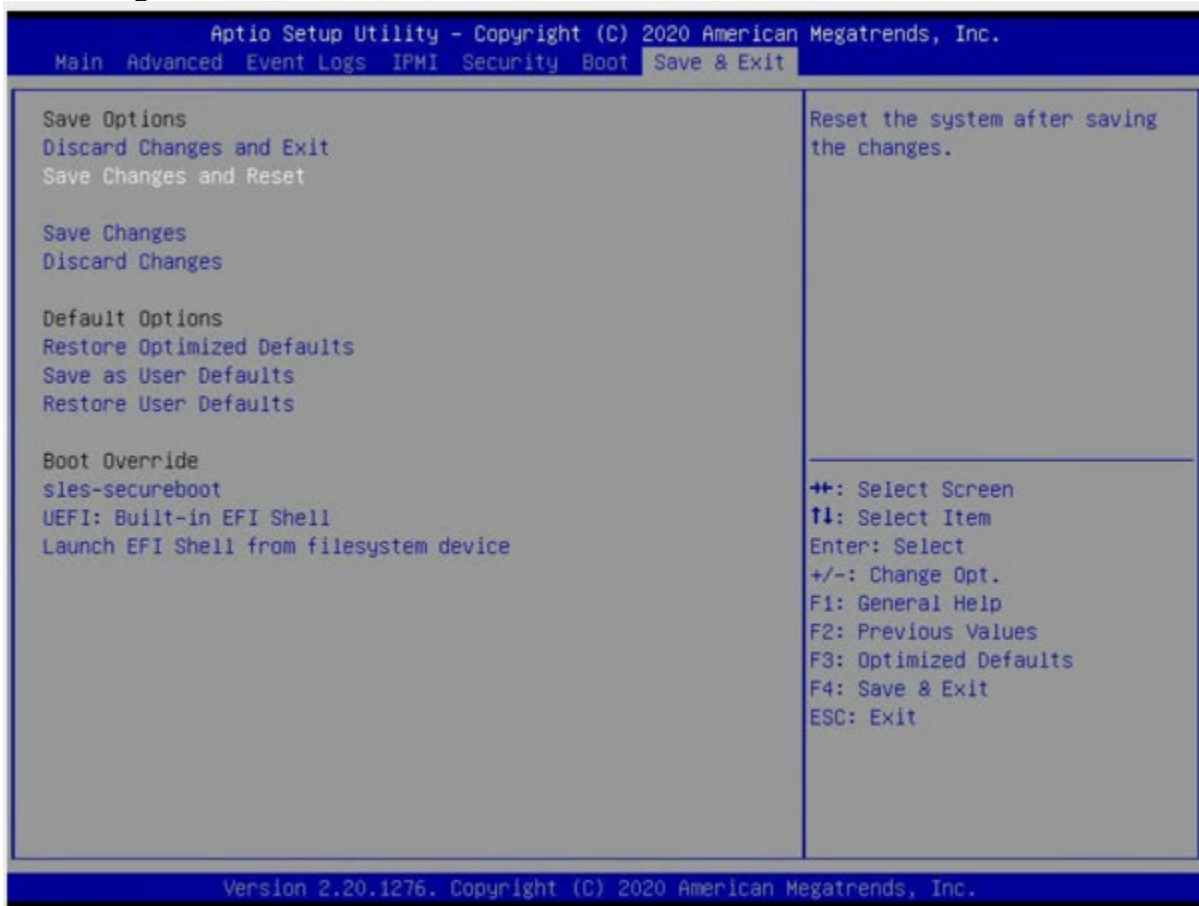 Aptio Setup Utility – Copyright (C) 2020 American Megatrends, Inc.
Main Advanced Event Logs IPMI Security Boot Save & Exit
Save Options
Discard Changes and Exit
Save Changes and Reset
Save Changes
Discard Changes
Default Options
Restore Optimized Defaults
Save as User Defaults
Restore User Defaults
Boot Override
sles-secureboot
UEFI: Built-in EFI Shell
Launch EFI Shell from filesystem device
Reset the system after saving
the changes.
→←: Select Screen
↑↓: Select Item
Enter: Select
+/-: Change Opt.
F1: General Help
F2: Previous Values
F3: Optimized Defaults
F4: Save & Exit
ESC: Exit
Version 2.20.1276. Copyright (C) 2020 American Megatrends, Inc.